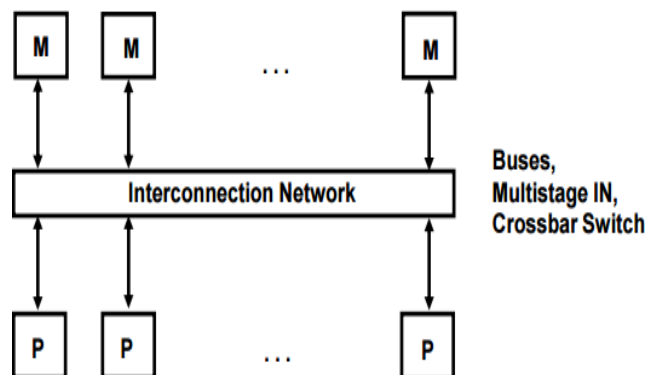 M M ... M
Interconnection Network
Buses,
Multistage IN,
Crossbar Switch
P P ... P